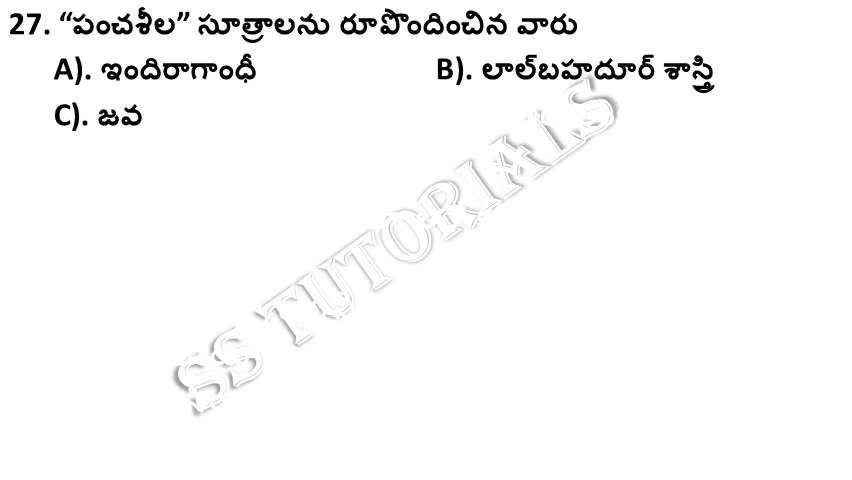 27. “పంచశీల” సూత్రాలను రూపొందించిన వారు
A). ఇందిరాగాంధీ B). లాల్‌బహదూర్ శాస్త్రి
C). జవ
SS TUTORIALS